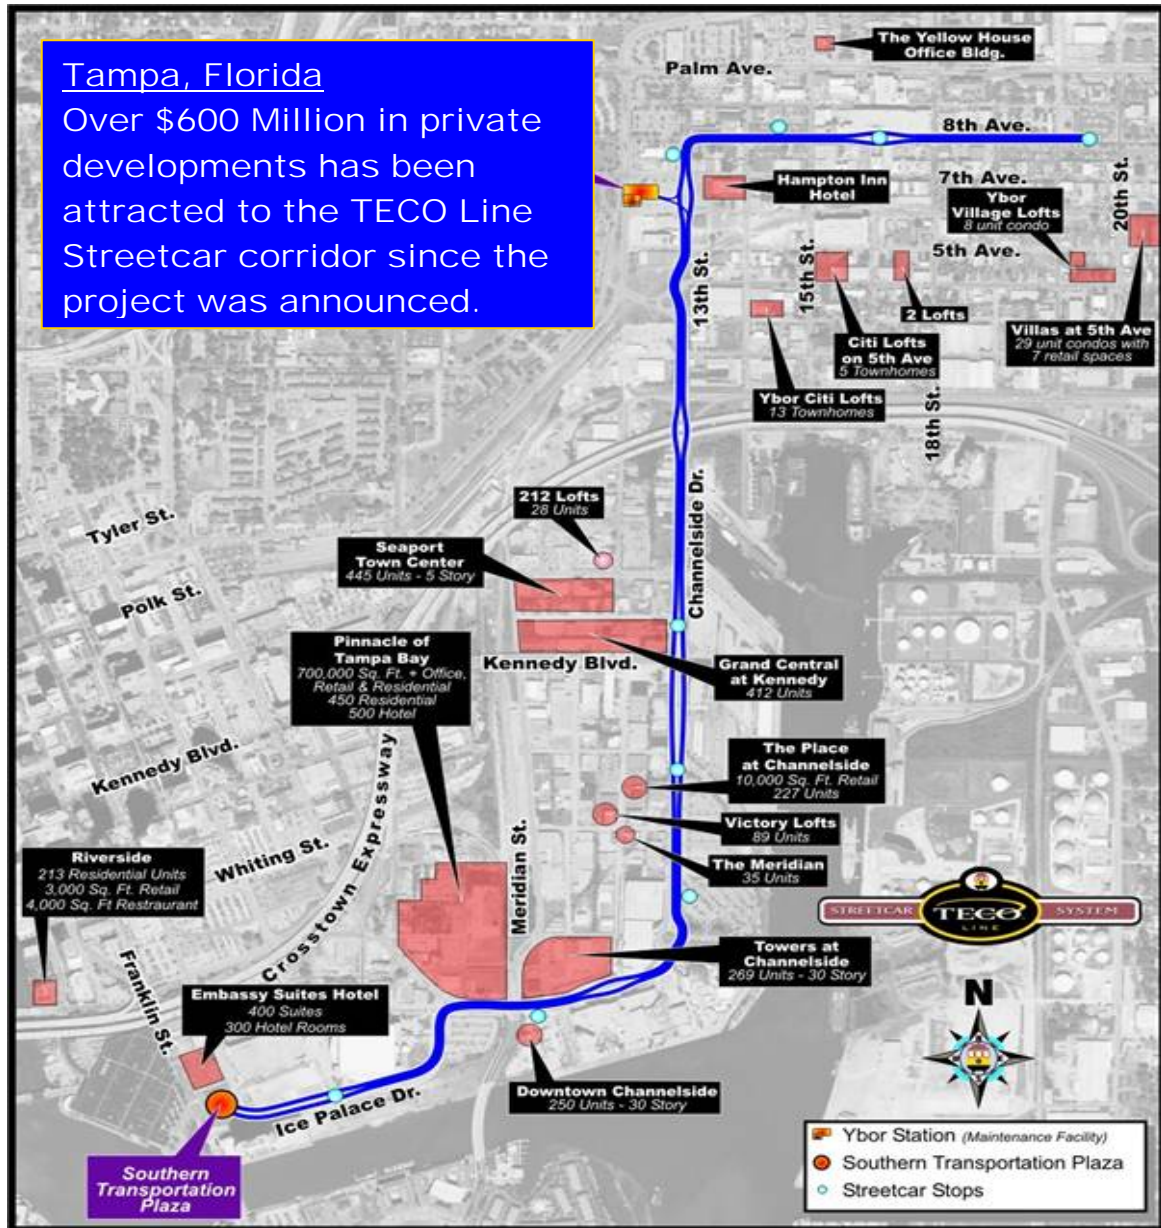 Tampa, Florida
Over $600 Million in private
developments has been
attracted to the TECO Line
Streetcar corridor since the
project was announced.
The Yellow House
Office Bldg.
Palm Ave.
8th Ave.
Hampton Inn
Hotel
7th Ave.
Ybor
Village Lofts
8 unit condo
20th St.
5th Ave.
15th St.
13th St.
2 Lofts
Villas at 5th Ave
29 unit condos with
7 retail spaces
Citi Lofts
on 5th Ave
5 Townhomes
Ybor Citi Lofts
13 Townhomes
18th St.
Channelside Dr.
212 Lofts
28 Units
Tyler St.
Seaport
Town Center
445 Units - 5 Story
Polk St.
Pinnacle of
Tampa Bay
700,000 Sq. Ft. + Office,
Retail & Residential
450 Residential
500 Hotel
Kennedy Blvd.
Grand Central
at Kennedy
412 Units
Kennedy Blvd.
Crosstown Expressway
The Place
at Channelside
10,000 Sq. Ft. Retail
227 Units
Victory Lofts
89 Units
The Meridian
35 Units
Whiting St.
Meridian St.
Riverside
213 Residential Units
3,000 Sq. Ft. Retail
4,000 Sq. Ft Restraurant
STREETCAR TECO SYSTEM
LINE
Towers at
Channelside
269 Units - 30 Story
Franklin St.
Embassy Suites Hotel
400 Suites
300 Hotel Rooms
N
Downtown Channelside
250 Units - 30 Story
Ice Palace Dr.
Southern
Transportation
Plaza
Ybor Station (Maintenance Facility)
Southern Transportation Plaza
Streetcar Stops